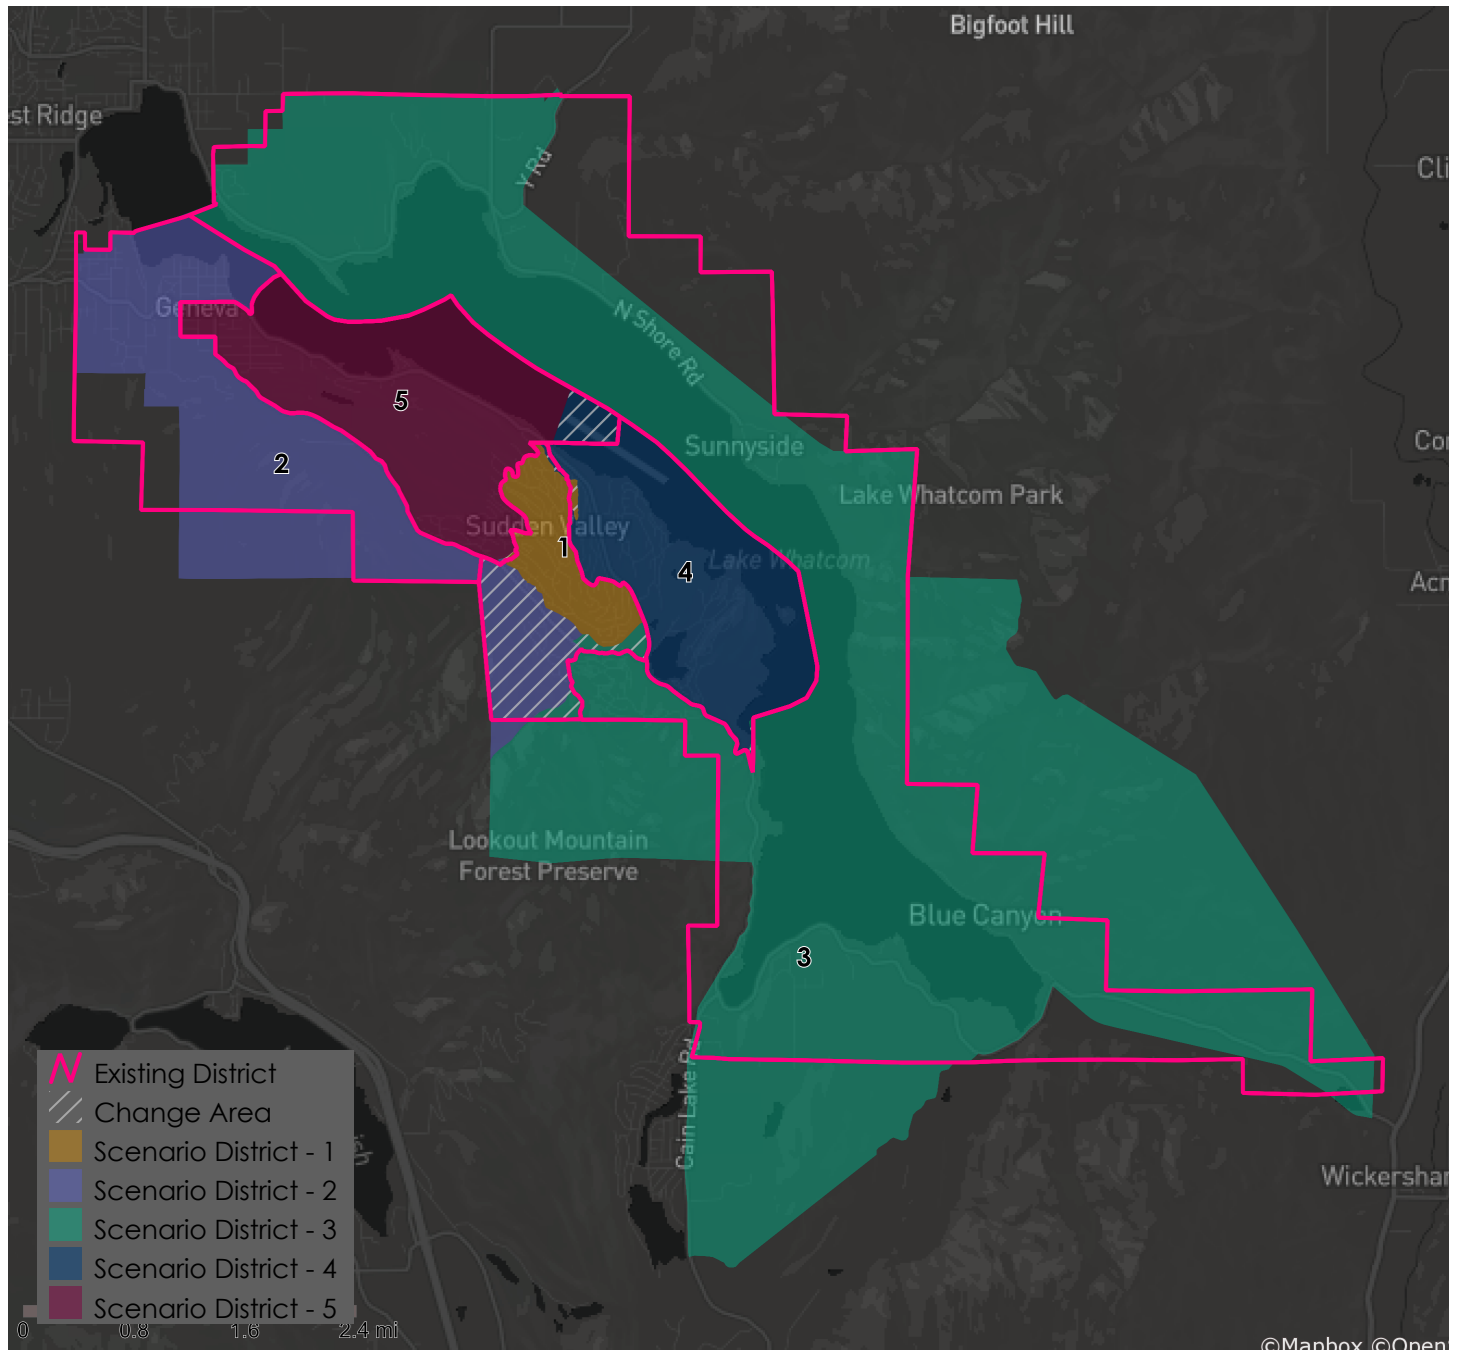 Bigfoot Hill
st Ridge
Y Rd
Cli
Geneva
N Shore Rd
5
Sunnyside
Co
2
Lake Whatcom Park
Sudden Valley
1
Lake Whatcom
4
Acr
Lookout Mountain
Forest Preserve
Blue Canyon
3
Cain Lake Rd
ish
Wickersha
Existing District
Change Area
Scenario District - 1
Scenario District - 2
Scenario District - 3
Scenario District - 4
Scenario District - 5
0 0.8 1.6 2.4 mi
©Mapbox ©Open